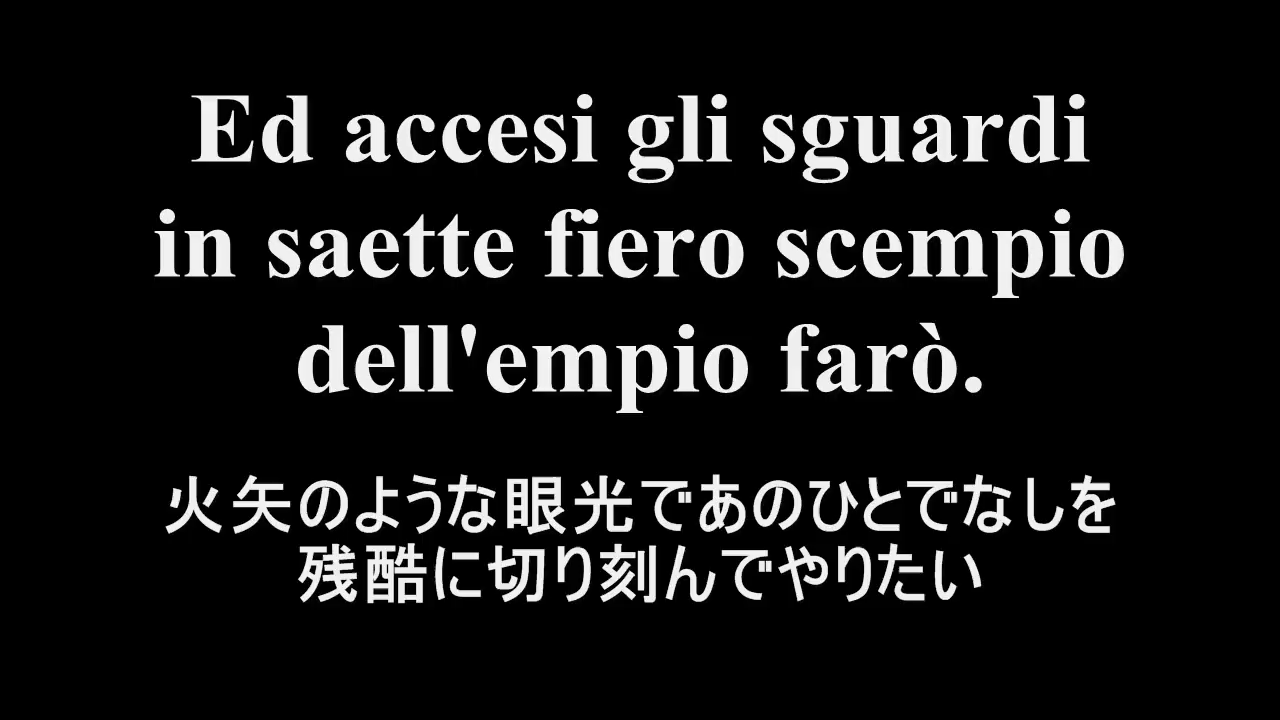 Ed accesi gli sguardi
in saette fiero scempio
dell'empio farò.
火矢のような眼光であのひとでなしを
残酷に切り刻んでやりたい